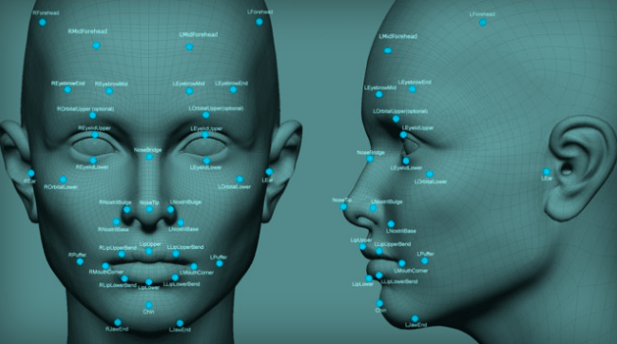 RForehead
LForehead
RMidForehead
LMidForehead
REyebrowEnd
REyebrowMid
LEyebrowMid
LEyebrowEnd
ROrbitalUpper(optional)
LOrbitalUpper(optional)
REyelidUpper
LEyelidUpper
NoseBridge
REyelidLower
LEyelidLower
REar
ROrbitalLower
LOrbitalLower
LEar
RNostrilBulge
NoseTip
LNostrilBulge
RNostrilBase
LNostrilBase
RLipUpperBend
LipUpper
LLipUpperBend
RPuffer
LPuffer
RMouthCorner
LMouthCorner
RLipLowerBend
LipLower
LLipLowerBend
Chin
RJawEnd
LJawEnd
LForehead
LMidForehead
LEyebrowMid
LEyebrowEnd
LOrbitalUpper(optional)
LEyelidUpper
NoseBridge
LEyelidLower
LOrbitalLower
LEar
NoseTip
LNostrilBulge
LNostrilBase
LipUpper
LLipUpperBend
LPuffer
LMouthCorner
LipLower
LLipLowerBend
Chin
LJawEnd